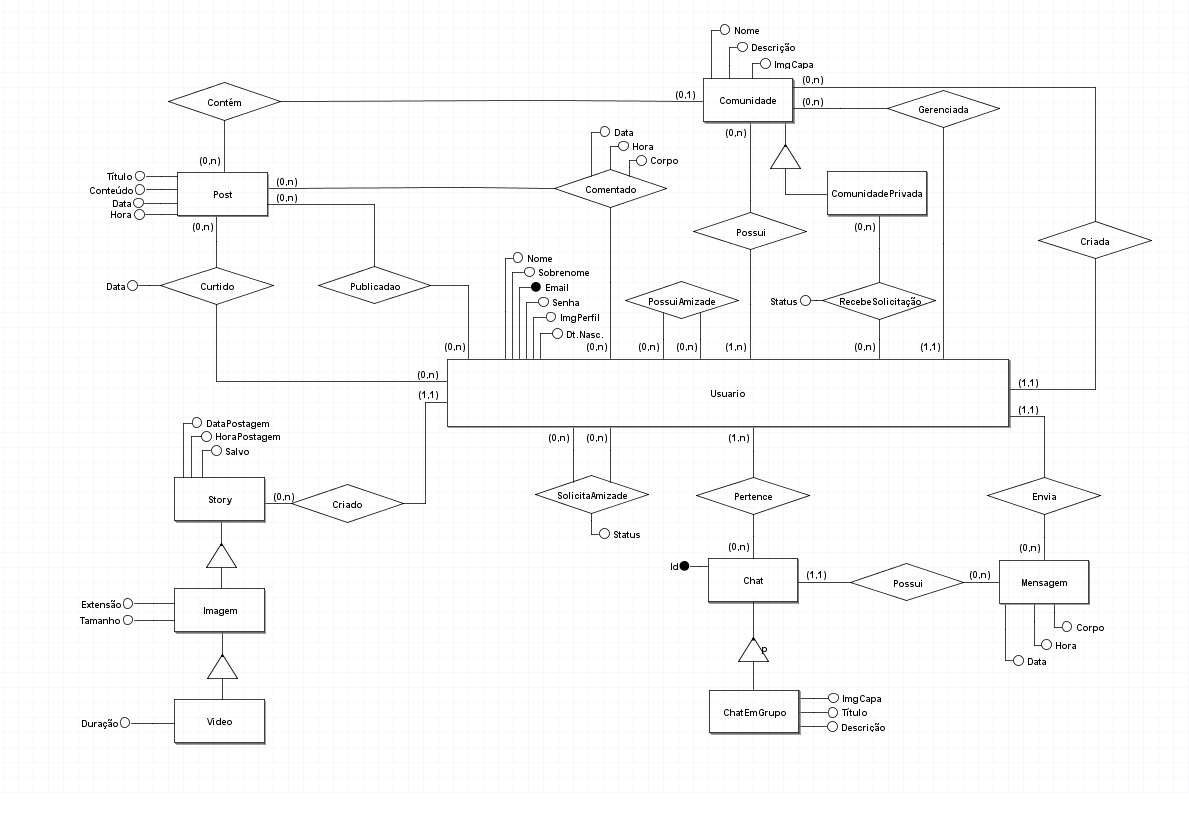 Nome
Descrição
ImgCapa
(0,n)
Contém
(0,1)
Comunidade
(0,n)
Gerenciada
(0,n)
Data
Hora
Corpo
(0,n)
Título
Conteúdo
Data
Hora
Post
(0,n)
(0,n)
Comentado
ComunidadePrivada
(0,n)
(0,n)
Possui
Criada
Nome
Sobrenome
Email
Senha
ImgPerfil
Dt.Nasc.
Data
Curtido
Publicadao
PossuiAmizade
Status
RecebeSolicitação
(0,n)
(0,n)
(0,n)
(0,n)
(1,n)
(0,n)
(1,1)
(0,n)
(1,1)
Usuario
(1,1)
(1,1)
DataPostagem
HoraPostagem
Salvo
(0,n)
(0,n)
(1,n)
Story
(0,n)
Criado
SolicitaAmizade
Pertence
Envia
Status
(0,n)
(0,n)
Id
Chat
(1,1)
Possui
(0,n)
Mensagem
Extensão
Tamanho
Imagem
Corpo
Hora
Data
p
Duração
Video
ChatEmGrupo
ImgCapa
Título
Descrição